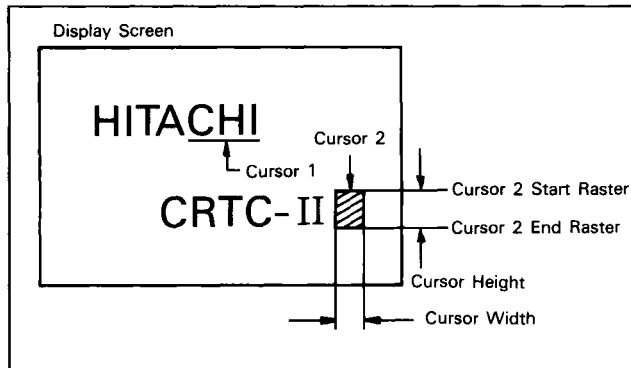 Display Screen
HITACHI
Cursor 2
Cursor 1
Cursor 2 Start Raster
CRTC-II
Cursor 2 End Raster
Cursor Height
Cursor Width